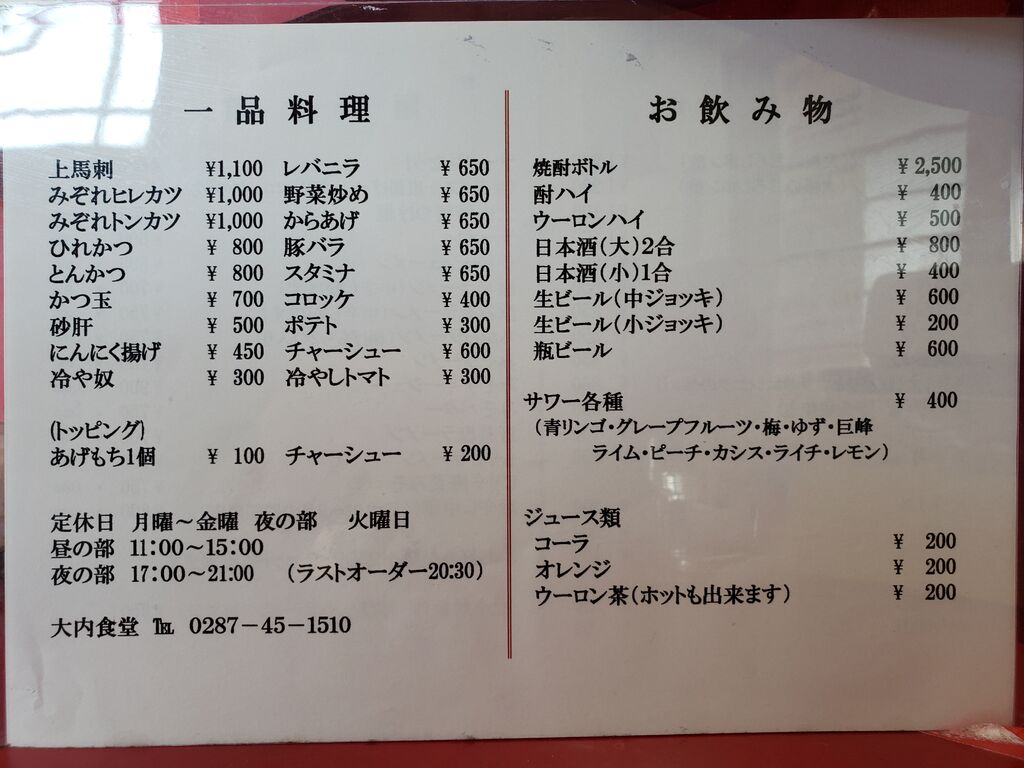 一品料理
上馬刺 ¥1,100 レバニラ ¥650
みぞれヒレカツ ¥1,000 野菜炒め ¥650
みぞれトンカツ ¥1,000 からあげ ¥650
ひれかつ ¥800 豚バラ ¥650
とんかつ ¥800 スタミナ ¥650
かつ玉 ¥700 コロッケ ¥400
砂肝 ¥500 ポテト ¥300
にんにく揚げ ¥450 チャーシュー ¥600
冷や奴 ¥300 冷やしトマト ¥300
(トッピング)
あげもち1個 ¥100 チャーシュー ¥200
定休日 月曜～金曜 夜の部 火曜日
昼の部 11:00～15:00
夜の部 17:00～21:00 (ラストオーダー20:30)
大内食堂 ℡ 0287-45-1510
お飲み物
焼酎ボトル ¥2,500
酎ハイ ¥400
ウーロンハイ ¥500
日本酒(大)2合 ¥800
日本酒(小)1合 ¥400
生ビール(中ジョッキ) ¥600
生ビール(小ジョッキ) ¥200
瓶ビール ¥600
サワー各種 ¥400
(青リンゴ・グレープフルーツ・梅・ゆず・巨峰
ライム・ピーチ・カシス・ライチ・レモン)
ジュース類
コーラ ¥200
オレンジ ¥200
ウーロン茶(ホットも出来ます) ¥200